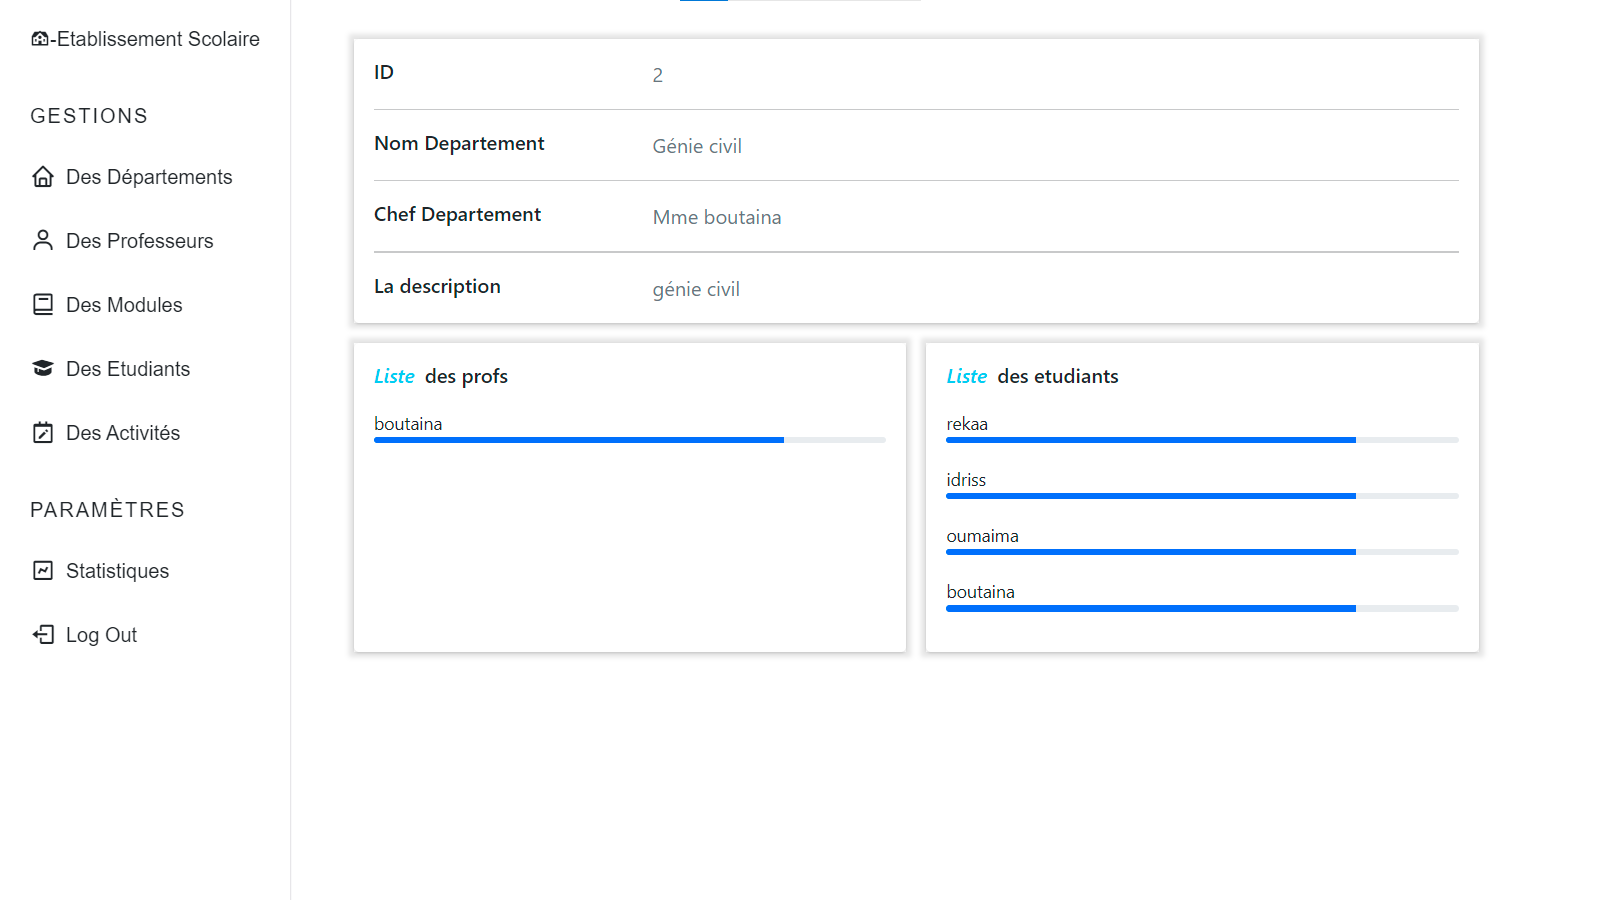 -Etablissement Scolaire
GESTIONS
Des Départements
Des Professeurs
Des Modules
Des Etudiants
Des Activités
PARAMÈTRES
Statistiques
Log Out
ID 2
Nom Departement Génie civil
Chef Departement Mme boutaina
La description génie civil
Liste des profs
boutaina
Liste des etudiants
rekaa
idriss
oumaima
boutaina